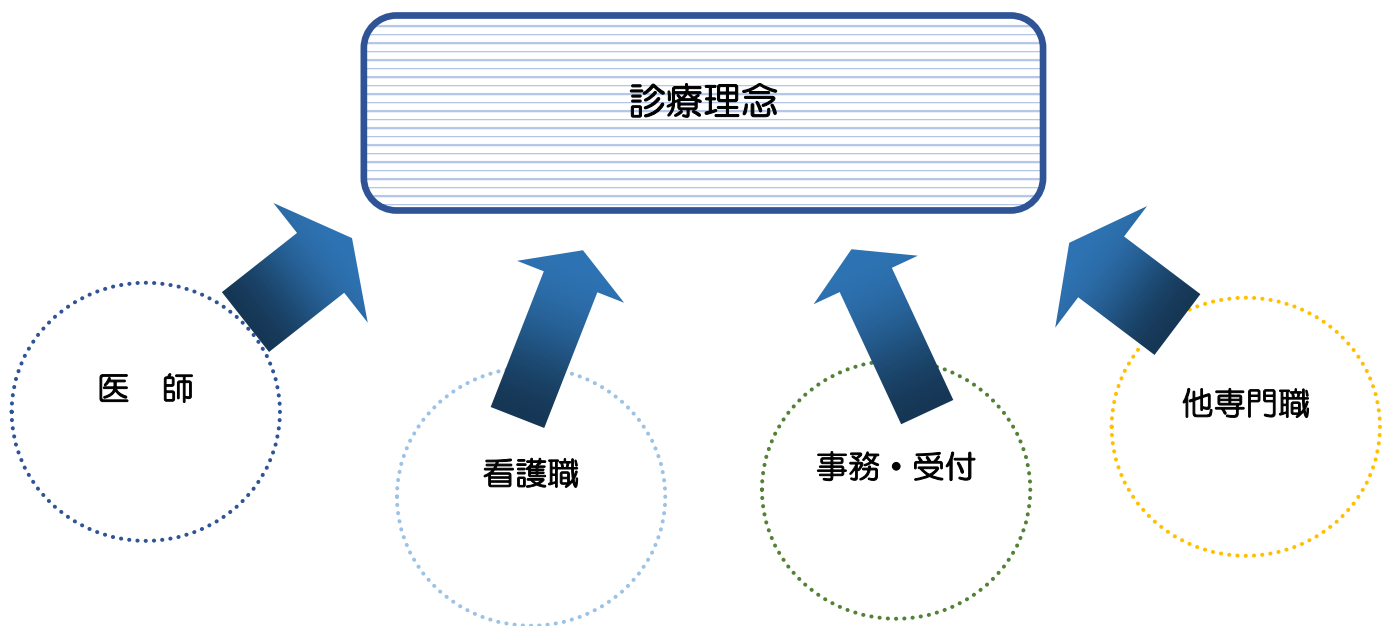 診療理念
医　師
看護職
事務・受付
他専門職